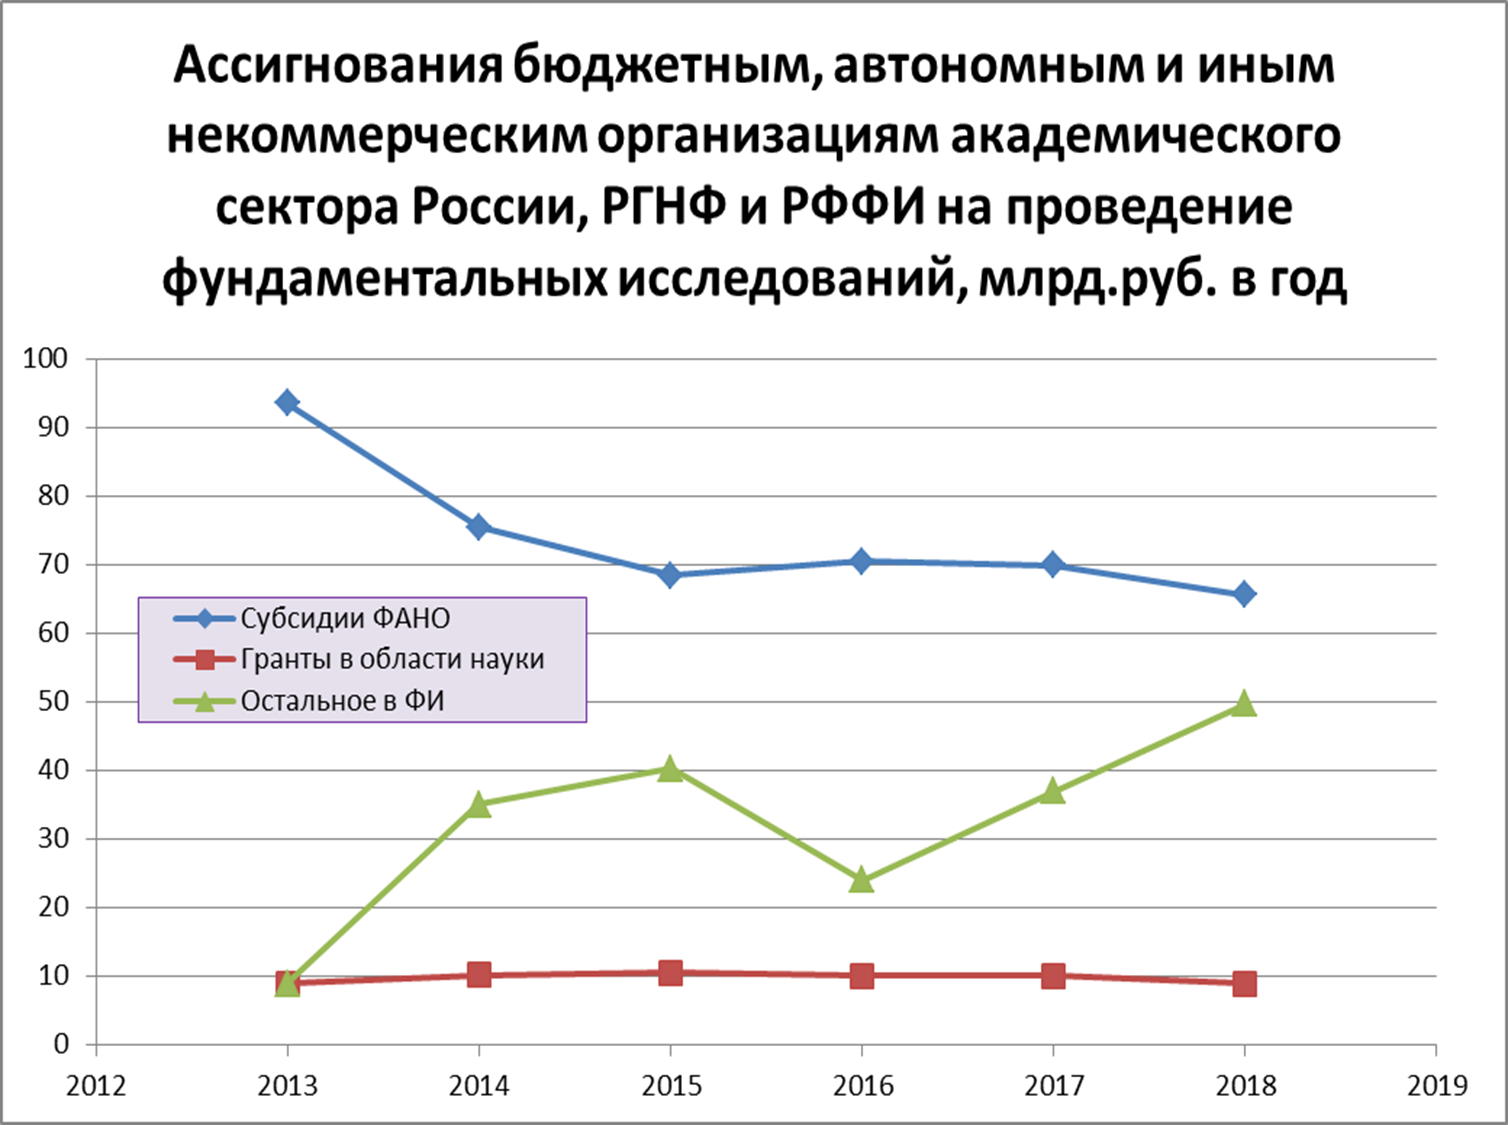 Ассигнования бюджетным, автономным и иным
некоммерческим организациям академического
сектора России, РГНФ и РФФИ на проведение
фундаментальных исследований, млрд.руб. в год
100
90
80
70
60
50
40
30
20
10
0
Субсидии ФАНО
Гранты в области науки
Остальное в ФИ
2012 2013 2014 2015 2016 2017 2018 2019